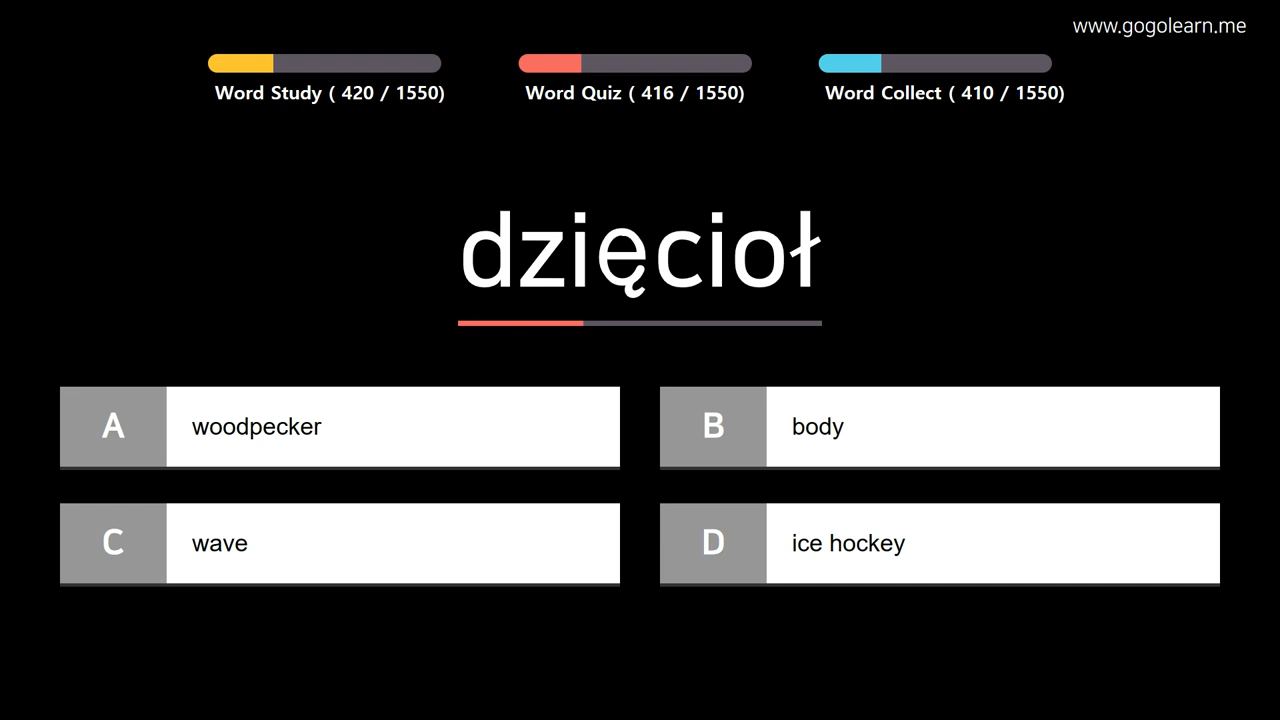 www.gogolearn.me
Word Study ( 420 / 1550)
Word Quiz ( 416 / 1550)
Word Collect ( 410 / 1550)
dzięcioł
A woodpecker
B body
C wave
D ice hockey